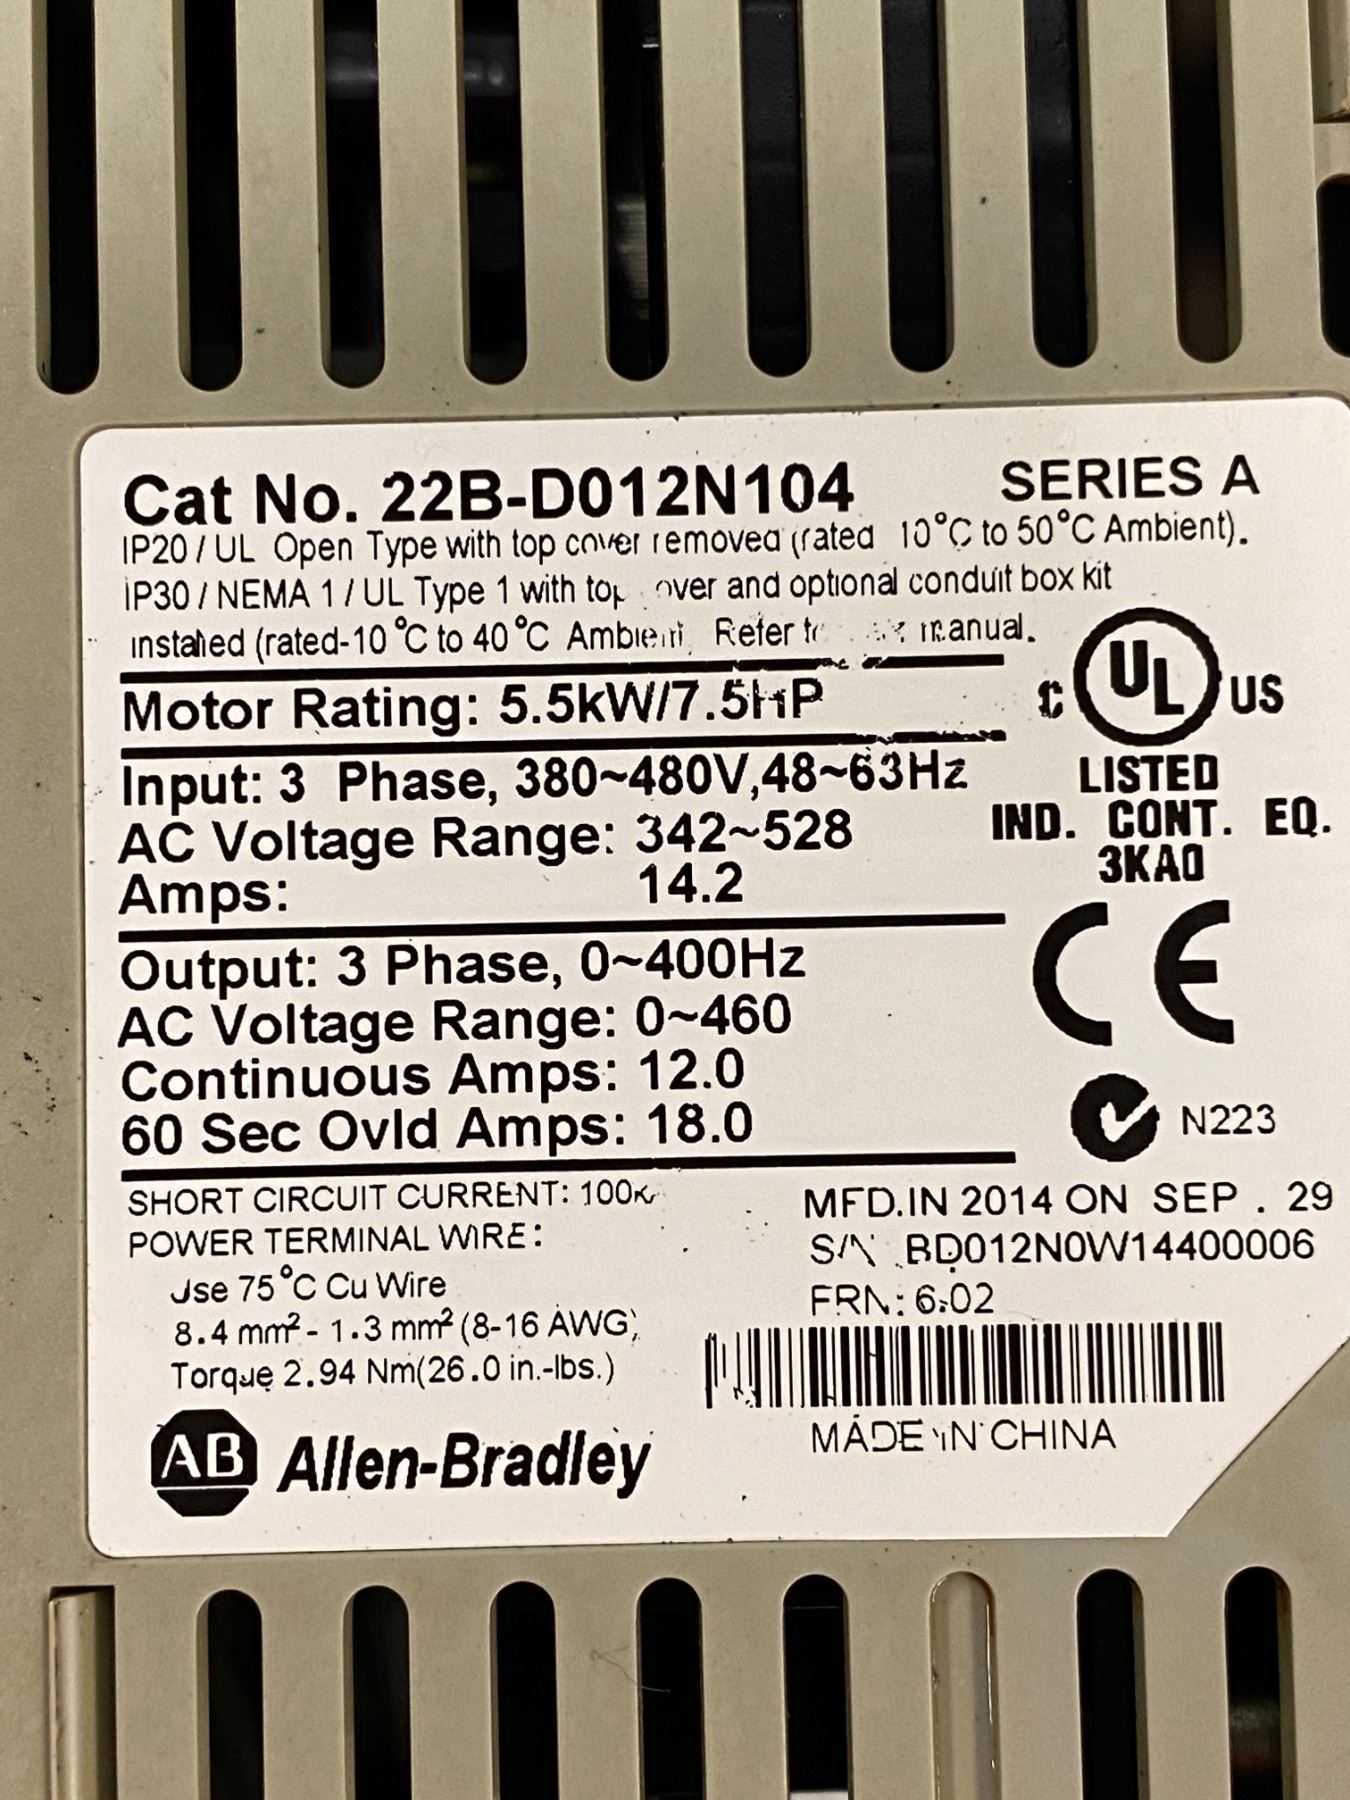 Cat No. 22B-D012N104 SERIES A
IP20 / UL Open Type with top cover removed (rated 10°C to 50°C Ambient).
IP30 / NEMA 1 / UL Type 1 with top over and optional conduit box kit
installed (rated-10°C to 40°C Ambient, Refer manual.
Motor Rating: 5.5kW/7.5HP
C UL US
Input: 3 Phase, 380~480V,48~63Hz
LISTED
AC Voltage Range: 342~528
IND. CONT. EQ.
Amps: 14.2
3KA0
CE
Output: 3 Phase, 0~400Hz
AC Voltage Range: 0~460
Continuous Amps: 12.0
60 Sec Ovld Amps: 18.0
N223
SHORT CIRCUIT CURRENT: 100K
POWER TERMINAL WIRE:
Use 75°C Cu Wire
8.4 mm² - 1.3 mm² (8-16 AWG)
Torque 2.94 Nm(26.0 in.-lbs.)
MFD.IN 2014 ON SEP . 29
S/N BD012N0W14400006
FRN: 6.02
MADE IN CHINA
AB Allen-Bradley